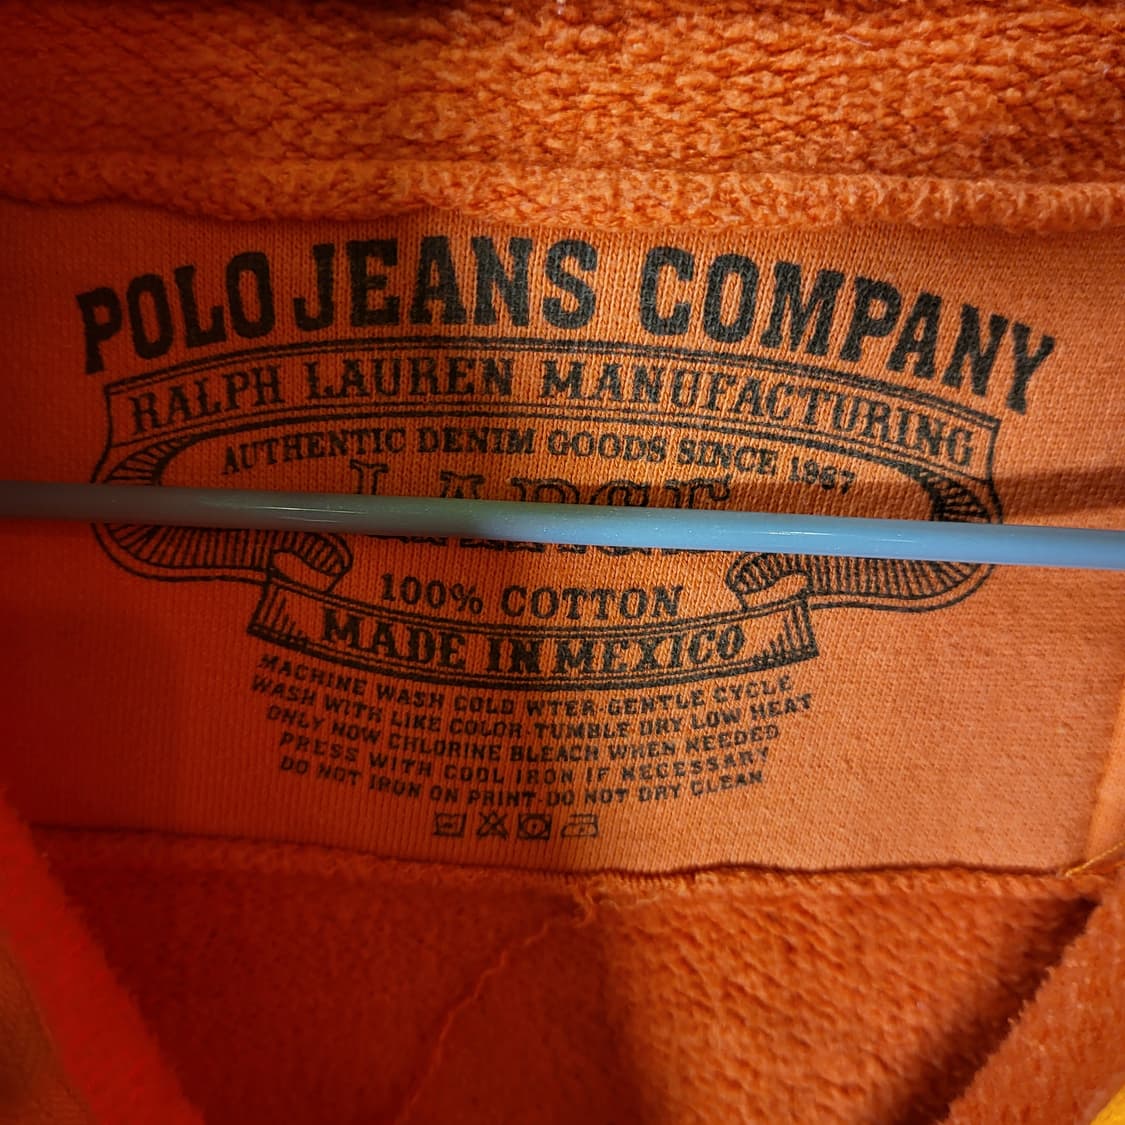 POLO JEANS COMPANY
RALPH LAUREN MANUFACTURING
AUTHENTIC DENIM GOODS SINCE 1967
LARGE
100% COTTON
MADE IN MEXICO
MACHINE WASH COLD WTER-GENTLE CYCLE
WASH WITH LIKE COLOR-TUMBLE DRY LOW HEAT
ONLY NOW CHLORINE BLEACH WHEN NEEDED
PRESS WITH COOL IRON IF NECESSARY
DO NOT IRON ON PRINT-DO NOT DRY CLEAN